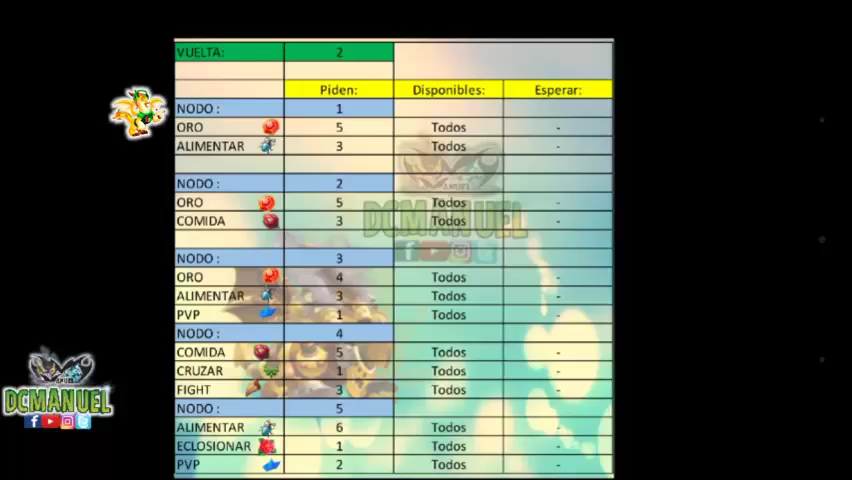 VUELTA: 2
Piden: Disponibles: Esperar:
NODO : 1
ORO 5 Todos -
ALIMENTAR 3 Todos -
NODO : 2
ORO 5 Todos -
COMIDA 3 Todos -
NODO : 3
ORO 4 Todos -
ALIMENTAR 3 Todos -
PVP 1 Todos -
NODO : 4
COMIDA 5 Todos -
CRUZAR 1 Todos -
FIGHT 3 Todos -
NODO : 5
ALIMENTAR 6 Todos -
ECLOSIONAR 1 Todos -
PVP 2 Todos -
DCMANUEL
DCMANUEL